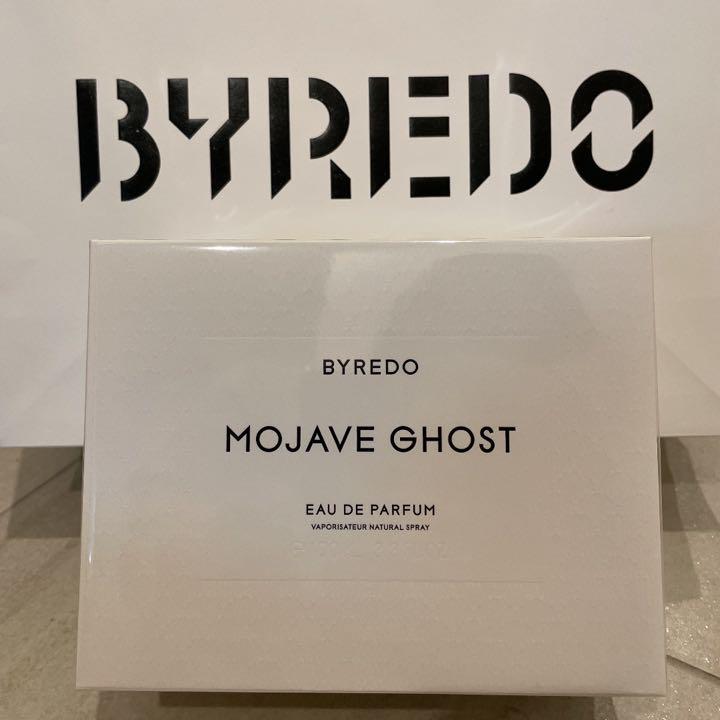 BYREDO
BYREDO
MOJAVE GHOST
EAU DE PARFUM
VAPORISATEUR NATURAL SPRAY